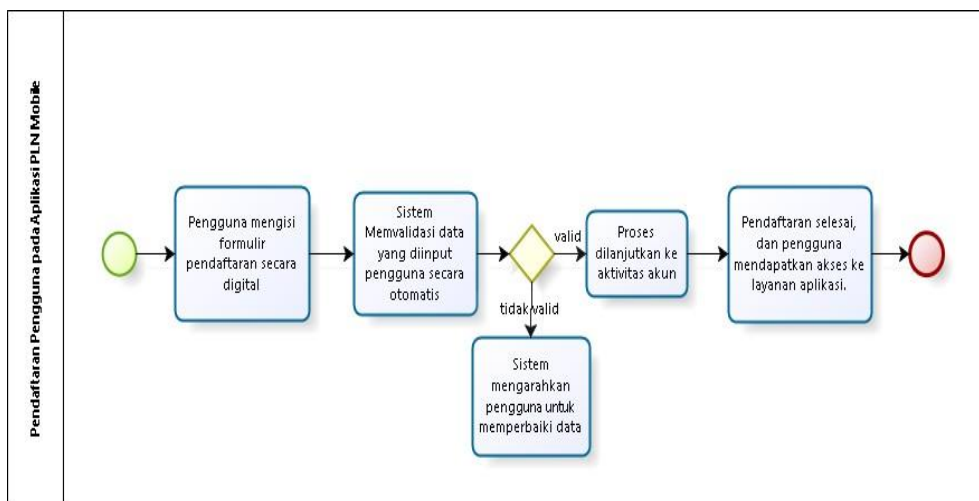 Pendaftaran Pengguna pada Aplikasi PLN Mobile
Pengguna mengisi
formulir
pendaftaran secara
digital
Sistem
Memvalidasi data
yang diinput
pengguna secara
otomatis
valid
tidak valid
Proses
dilanjutkan ke
aktivitas akun
Pendaftaran selesai,
dan pengguna
mendapatkan akses ke
layanan aplikasi.
Sistem
mengarahkan
pengguna untuk
memperbaiki data